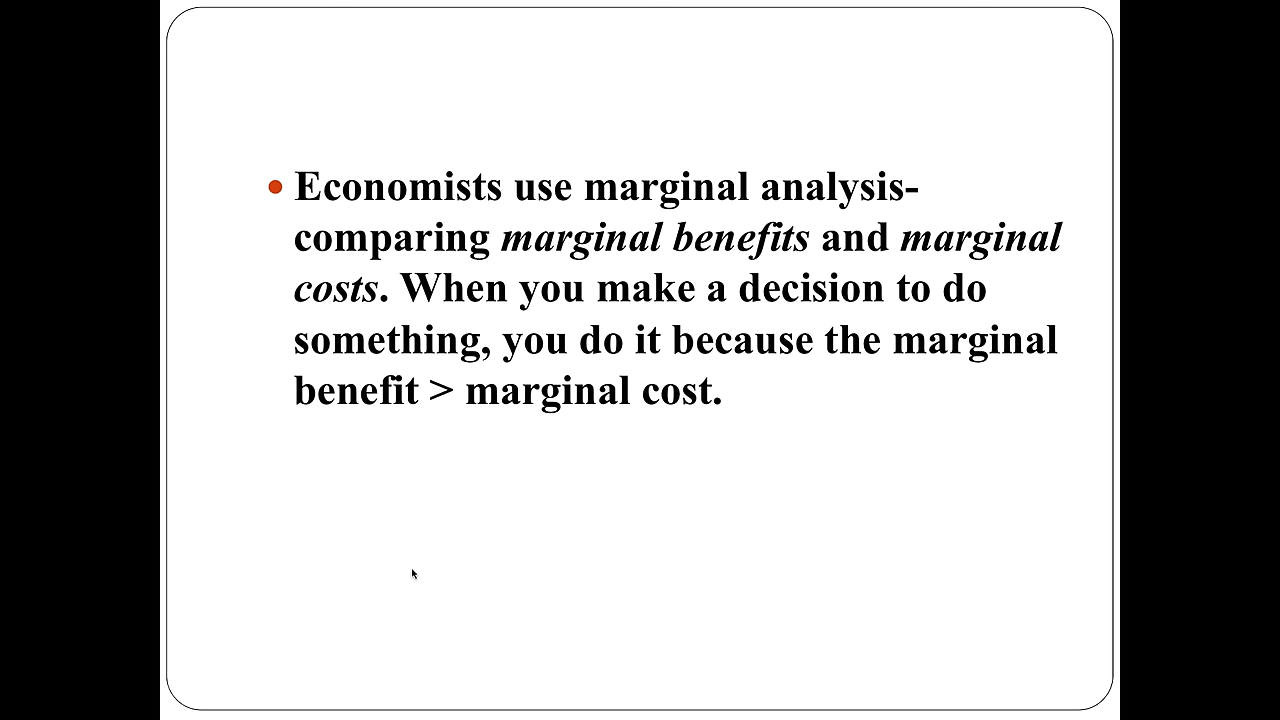 • Economists use marginal analysis-
comparing marginal benefits and marginal
costs. When you make a decision to do
something, you do it because the marginal
benefit > marginal cost.